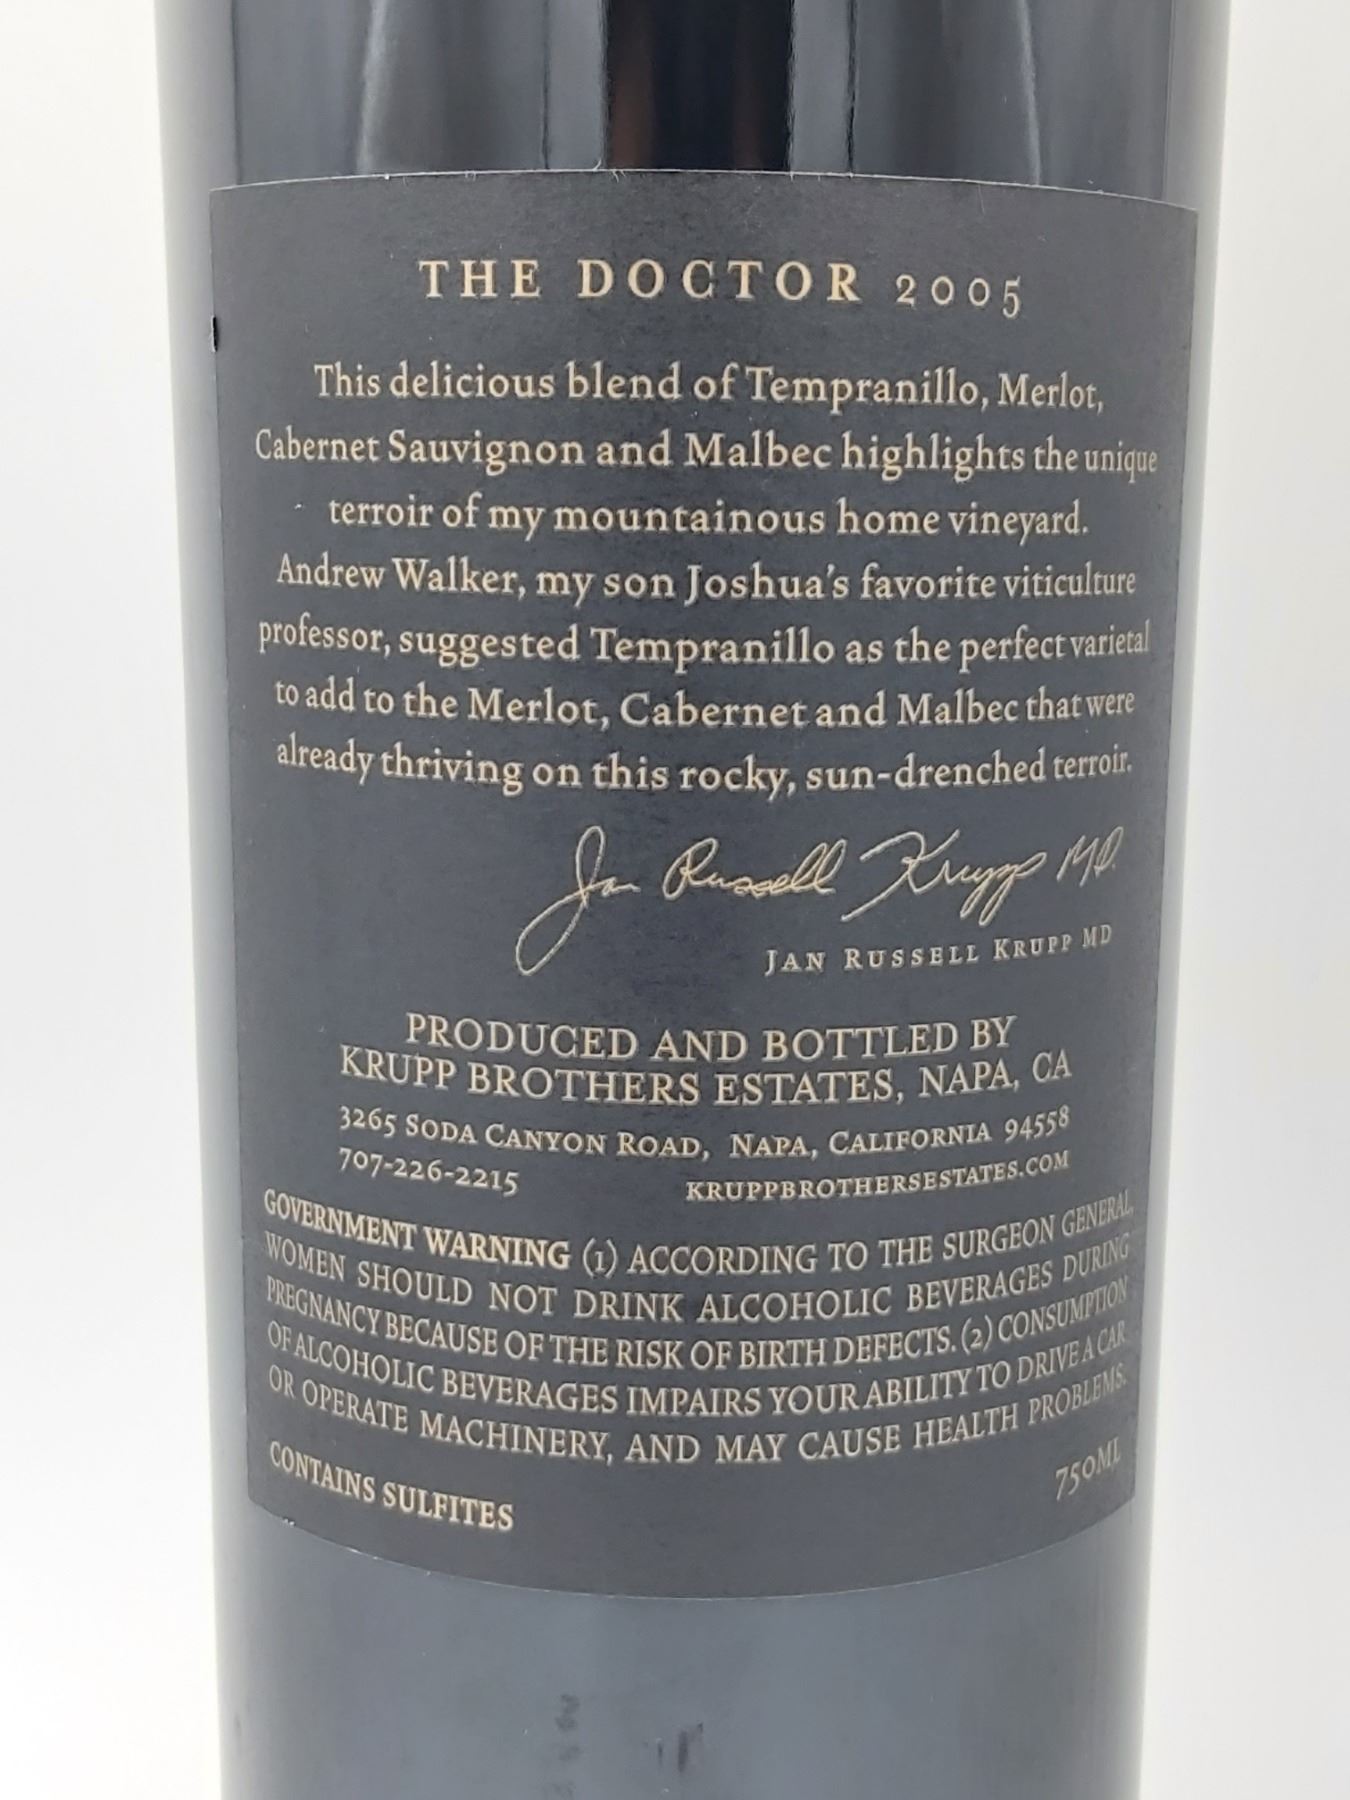 THE DOCTOR 2005
This delicious blend of Tempranillo, Merlot,
Cabernet Sauvignon and Malbec highlights the unique
terroir of my mountainous home vineyard.
Andrew Walker, my son Joshua's favorite viticulture
professor, suggested Tempranillo as the perfect varietal
to add to the Merlot, Cabernet and Malbec that were
already thriving on this rocky, sun-drenched terroir.
Jan Russell Krupp M.D.
JAN RUSSELL KRUPP MD
PRODUCED AND BOTTLED BY
KRUPP BROTHERS ESTATES, NAPA, CA
3265 SODA CANYON ROAD, NAPA, CALIFORNIA 94558
707-226-2215 KRUPPBROTHERSESTATES.COM
GOVERNMENT WARNING (1) ACCORDING TO THE SURGEON GENERAL,
WOMEN SHOULD NOT DRINK ALCOHOLIC BEVERAGES DURING
PREGNANCY BECAUSE OF THE RISK OF BIRTH DEFECTS. (2) CONSUMPTION
OF ALCOHOLIC BEVERAGES IMPAIRS YOUR ABILITY TO DRIVE A CAR
OR OPERATE MACHINERY, AND MAY CAUSE HEALTH PROBLEMS.
CONTAINS SULFITES 750ML